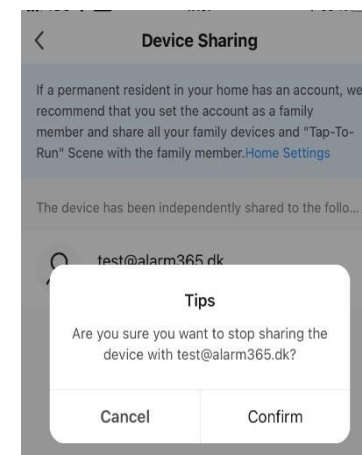 Device Sharing
If a permanent resident in your home has an account, we
recommend that you set the account as a family
member and share all your family devices and "Tap-To-
Run" Scene with the family member.Home Settings
The device has been independently shared to the follo...
test@alarm365.dk
Tips
Are you sure you want to stop sharing the
device with test@alarm365.dk?
Cancel Confirm